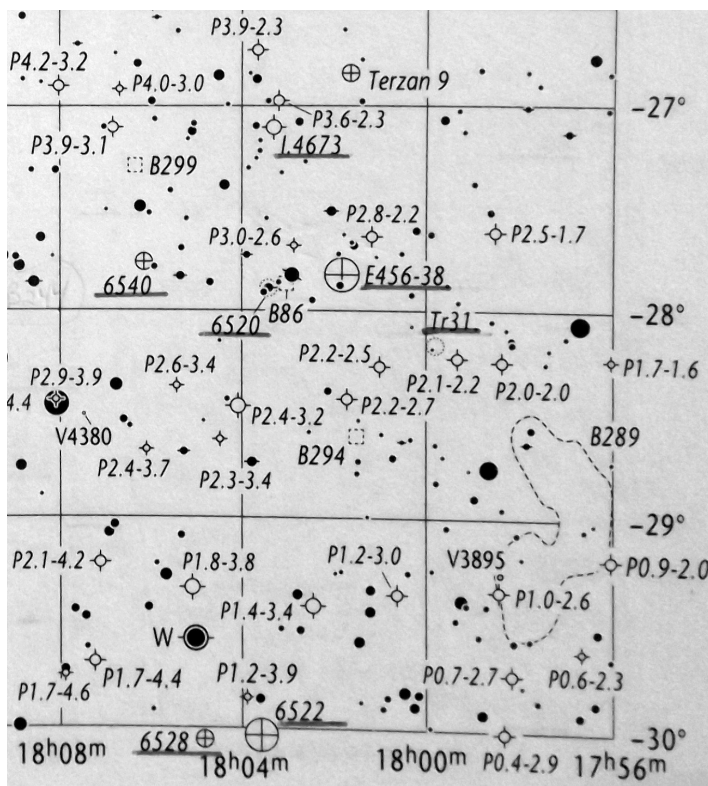 P3.9-2.3
P4.2-3.2
P4.0-3.0
Terzan 9
P3.6-2.3
-27°
P3.9-3.1
I.4673
B299
P2.8-2.2
P3.0-2.6
P2.5-1.7
E456-38
6540
B86
6520
Tr31
-28°
P2.6-3.4
P2.2-2.5
P2.9-3.9
P2.1-2.2
P2.0-2.0
P1.7-1.6
4.4
V4380
P2.4-3.2
P2.2-2.7
B289
P2.4-3.7
P2.3-3.4
B294
-29°
P2.1-4.2
P1.8-3.8
P1.2-3.0
V3895
P0.9-2.0
P1.4-3.4
P1.0-2.6
W
P1.7-4.6
P1.7-4.4
P1.2-3.9
P0.7-2.7
P0.6-2.3
6522
6528
-30°
18h08m
18h04m
18h00m
P0.4-2.9
17h56m